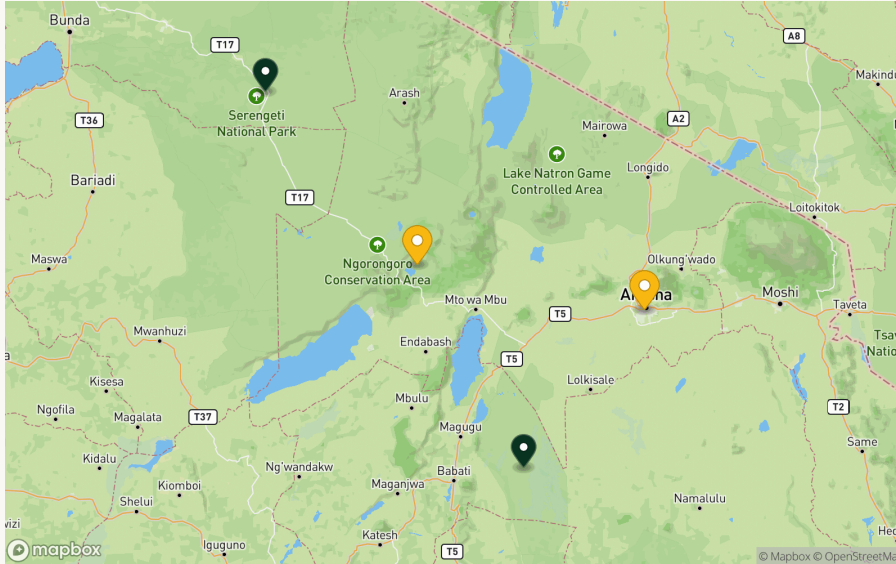 Bunda
T17
A8
Makindu
Arash
Serengeti
National Park
T36
A2
Mairowa
Lake Natron Game
Controlled Area
Longido
Bariadi
T17
Loitokitok
Maswa
Ngorongoro
Conservation Area
Olkung'wado
Mto wa Mbu
Moshi
Taveta
T5
Mwanhuzi
Endabash
T5
Kisesa
Lolkisale
Mbulu
Ngofila
Magalata
T37
T2
Magugu
Same
Kidalu
Ng'wandakw
Babati
Kiomboi
Maganjwa
Shelui
Namalulu
Katesh
T5
Iguguno
mapbox
© Mapbox © OpenStreetMa